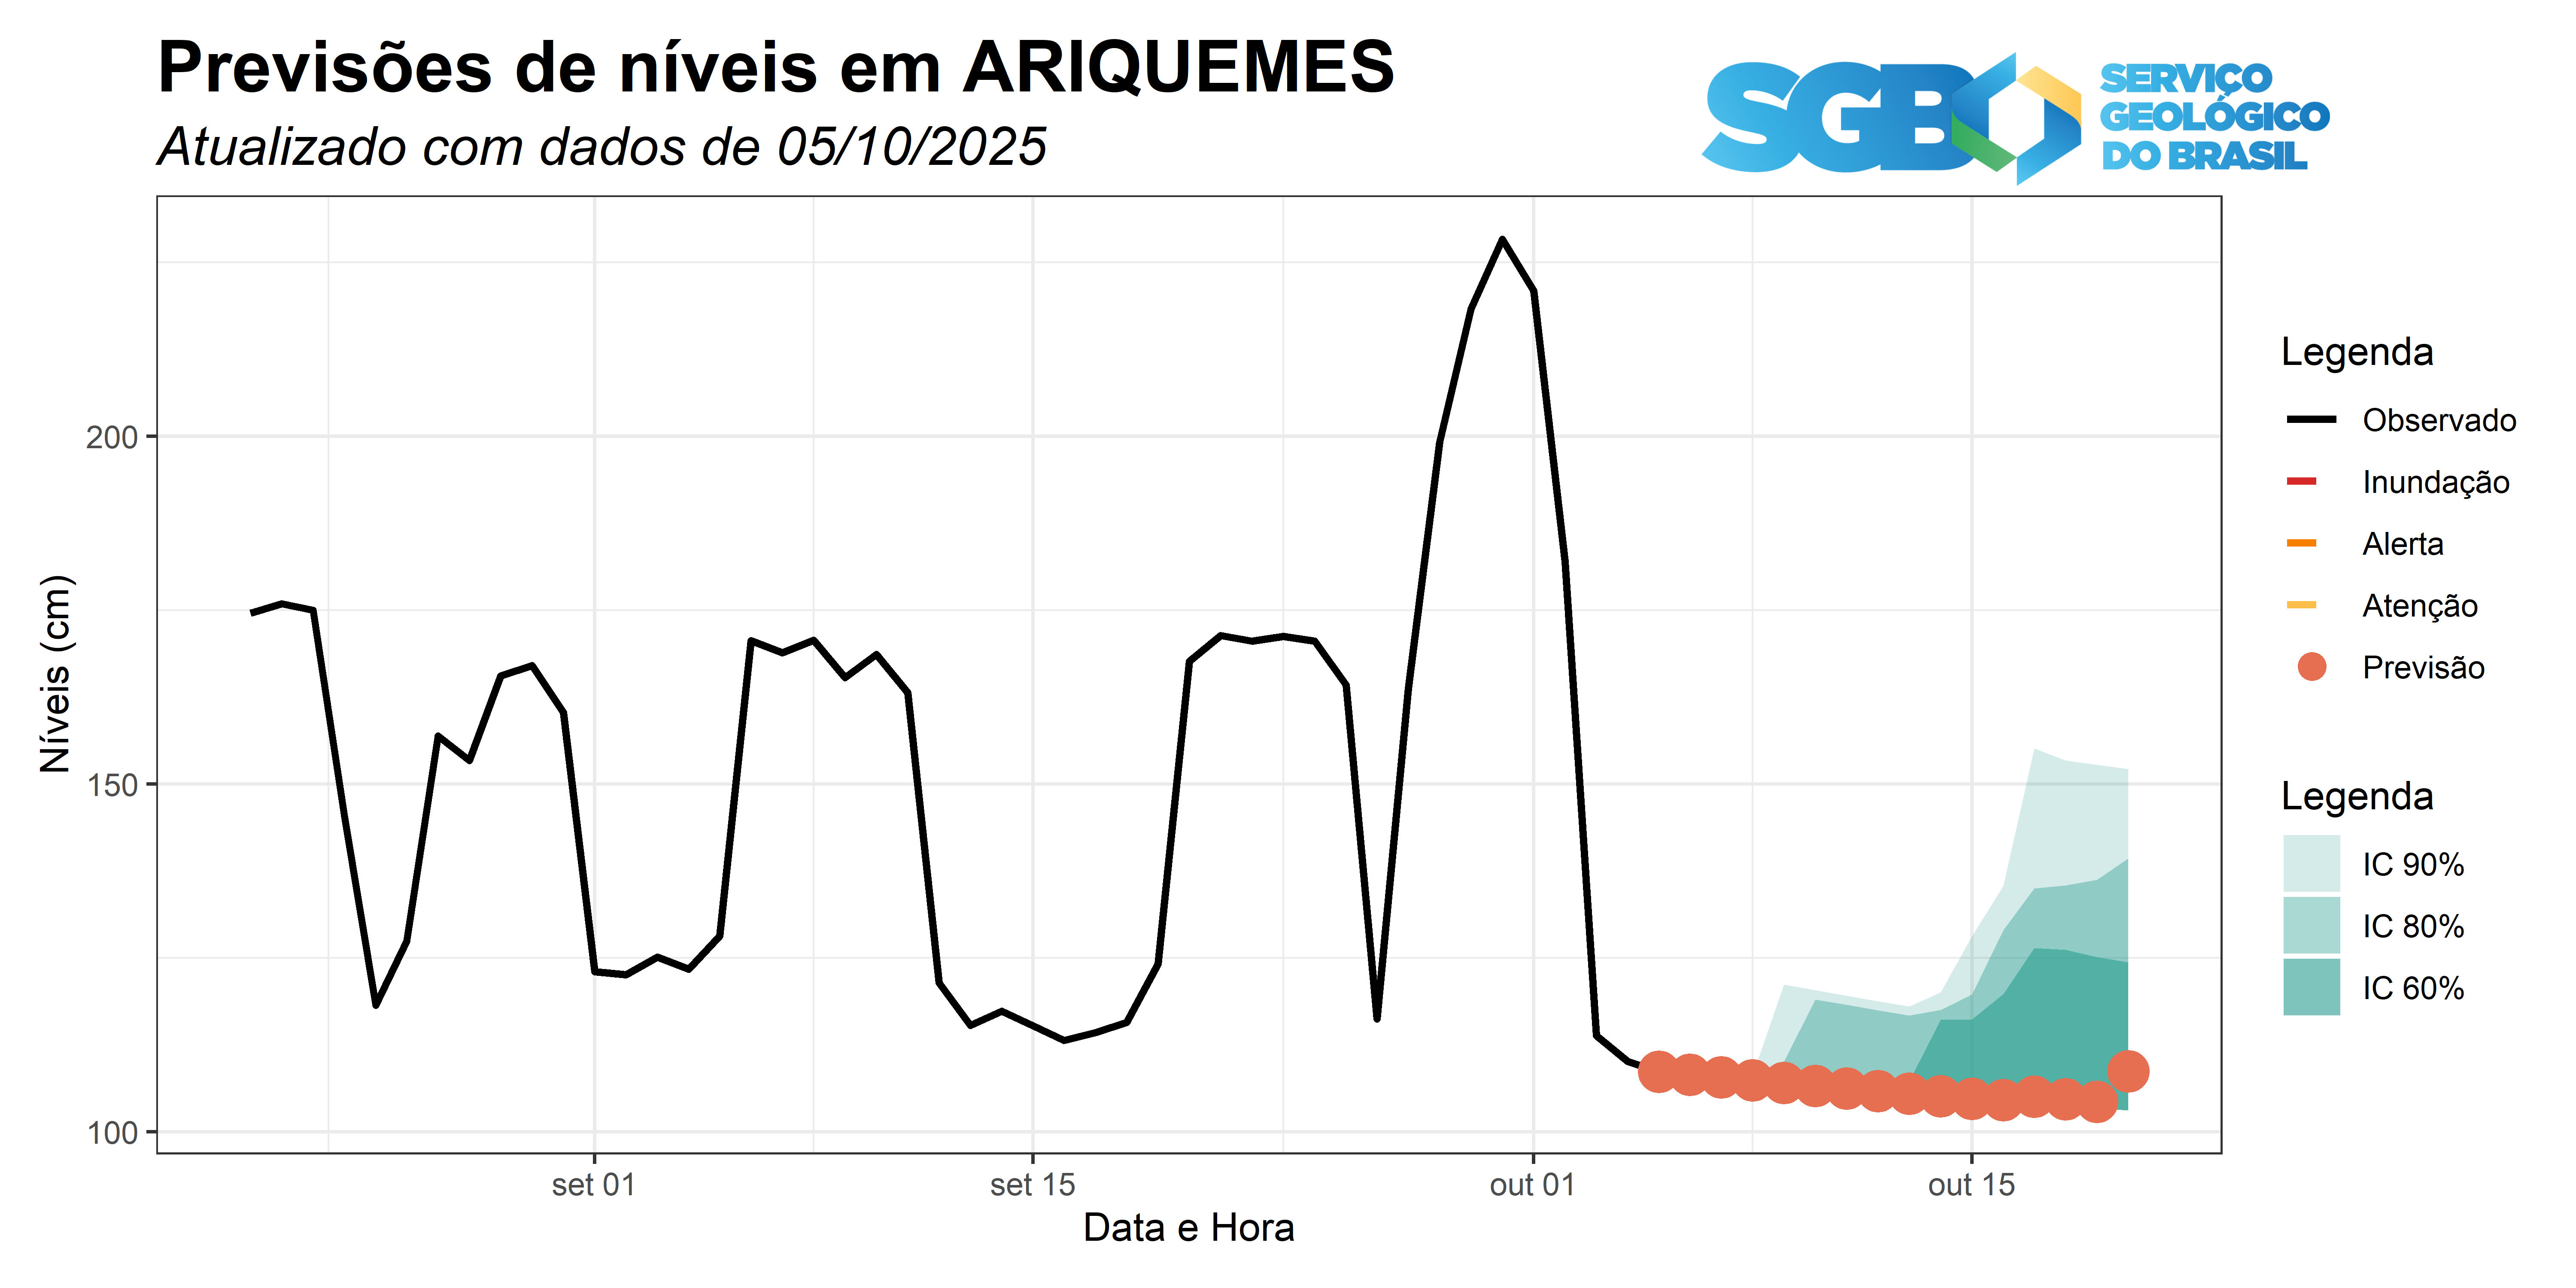 Previsões de níveis em ARIQUEMES
Atualizado com dados de 05/10/2025
SGB
SERVIÇO
GEOLÓGICO
DO BRASIL
Níveis (cm)
200
150
100
set 01
set 15
out 01
out 15
Data e Hora
Legenda
Observado
Inundação
Alerta
Atenção
Previsão
Legenda
IC 90%
IC 80%
IC 60%